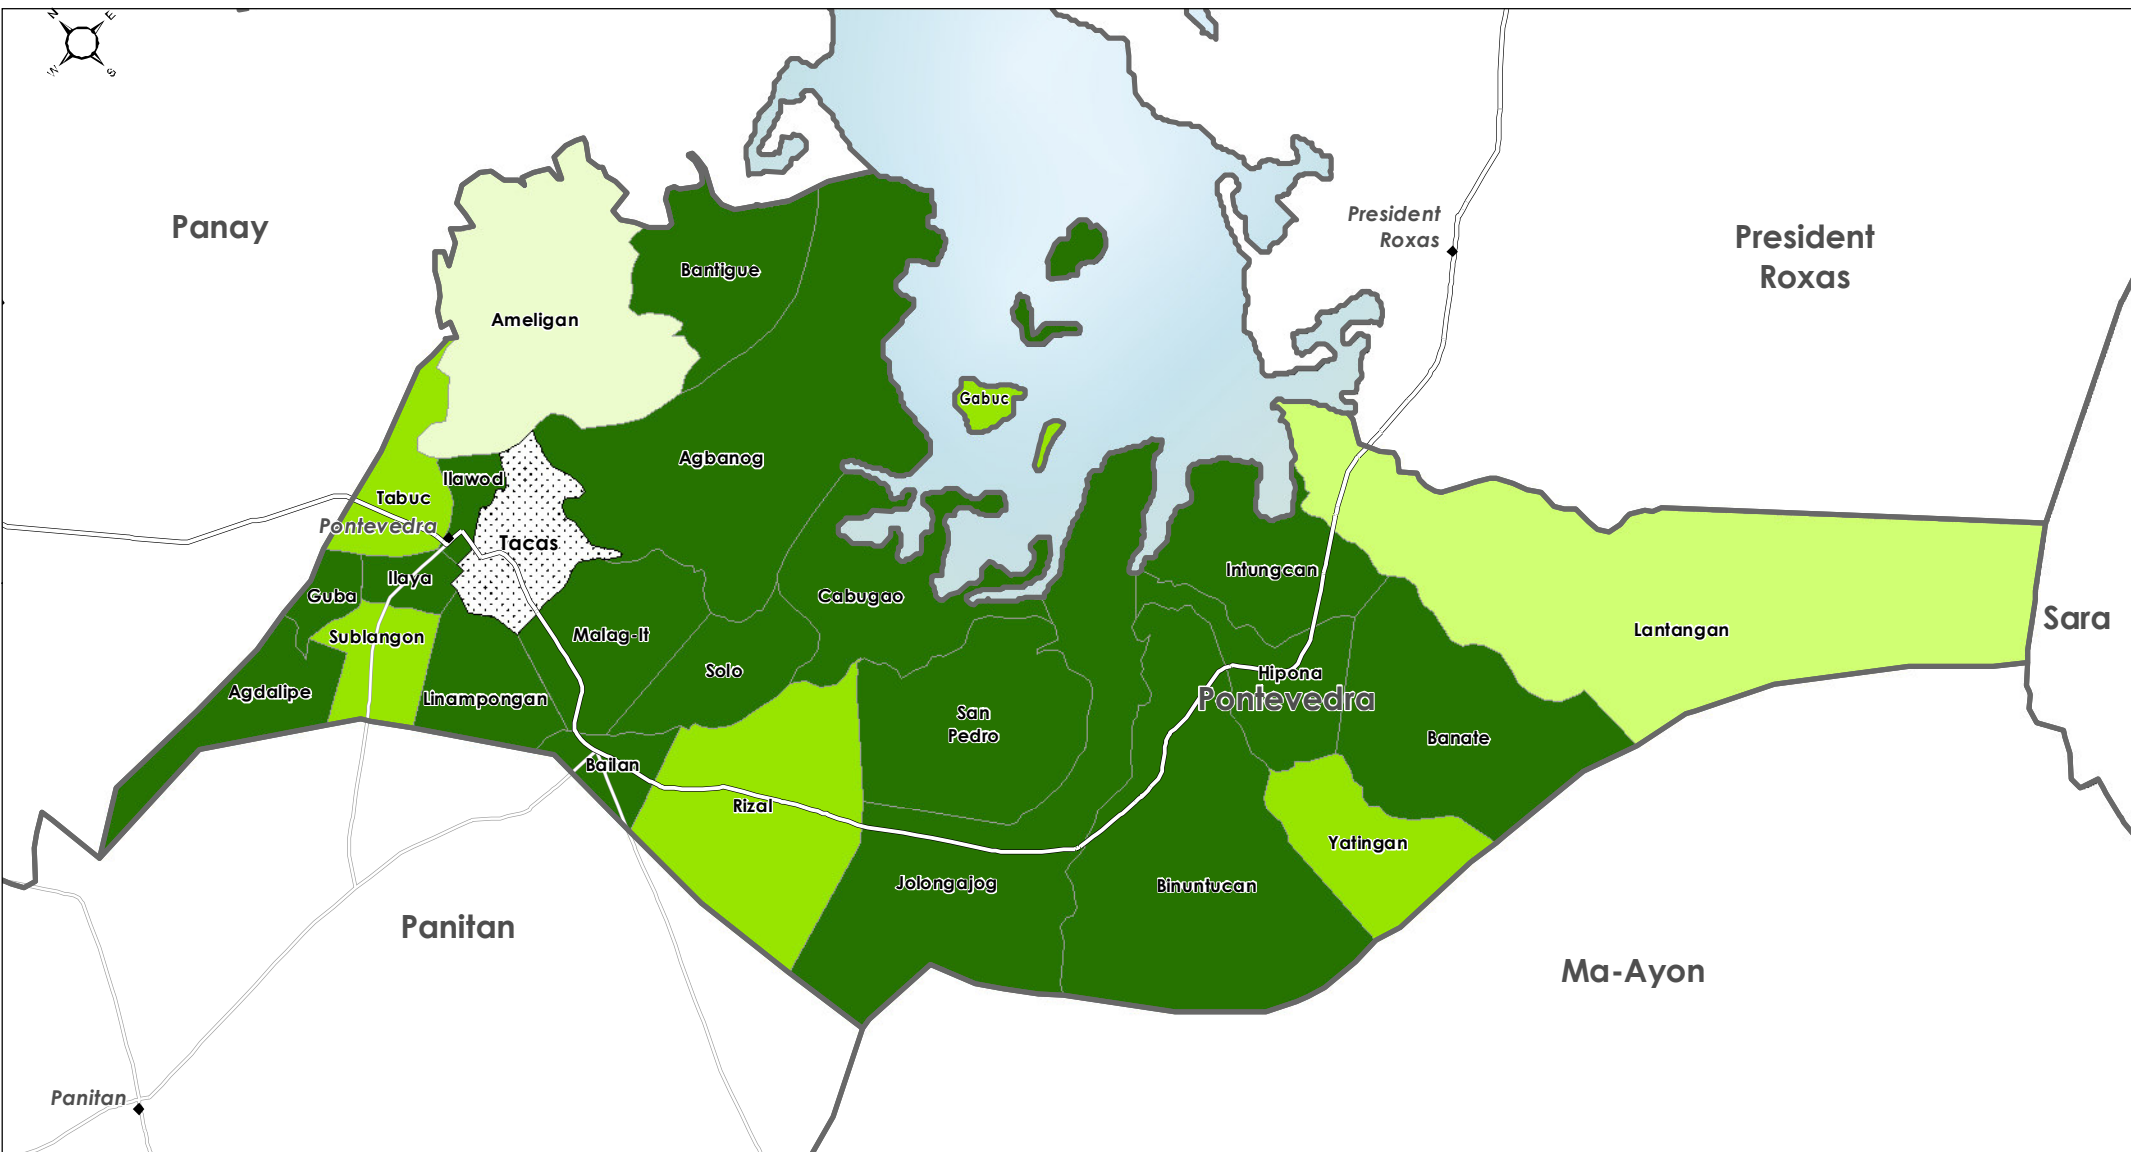 N
E
W
S
Panay
President
Roxas
President
Roxas
Bantigue
Ameligan
Gabuc
Agbanog
Ilawod
Tabuc
Pontevedra
Tacas
Intungcan
Ilaya
Guba
Cabugao
Sara
Lantangan
Sublangon
Malag-It
Solo
Hipona
Agdalipe
Linampongan
Pontevedra
San
Pedro
Banate
Bailan
Rizal
Yatingan
Jolongajog
Binuntucan
Panitan
Ma-Ayon
Panitan